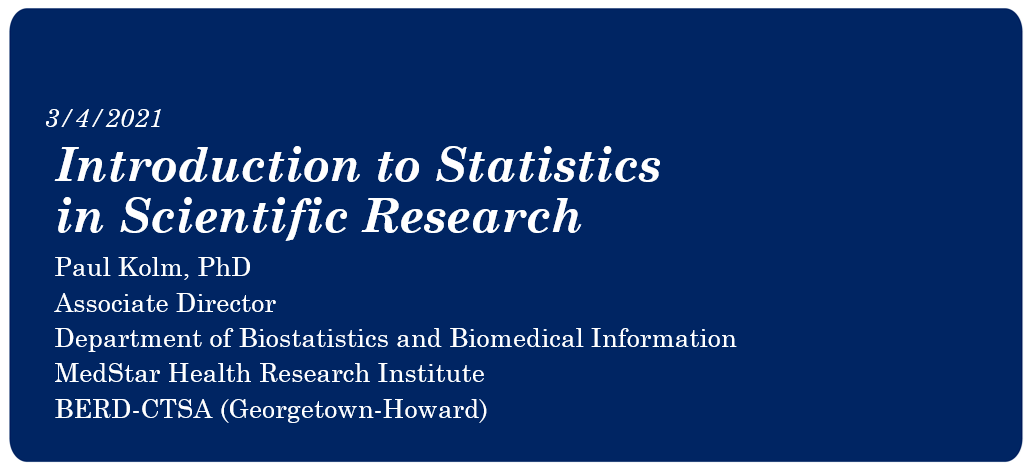 3/4/2021
Introduction to Statistics
in Scientific Research
Paul Kolm, PhD
Associate Director
Department of Biostatistics and Biomedical Information
MedStar Health Research Institute
BERD-CTSA (Georgetown-Howard)